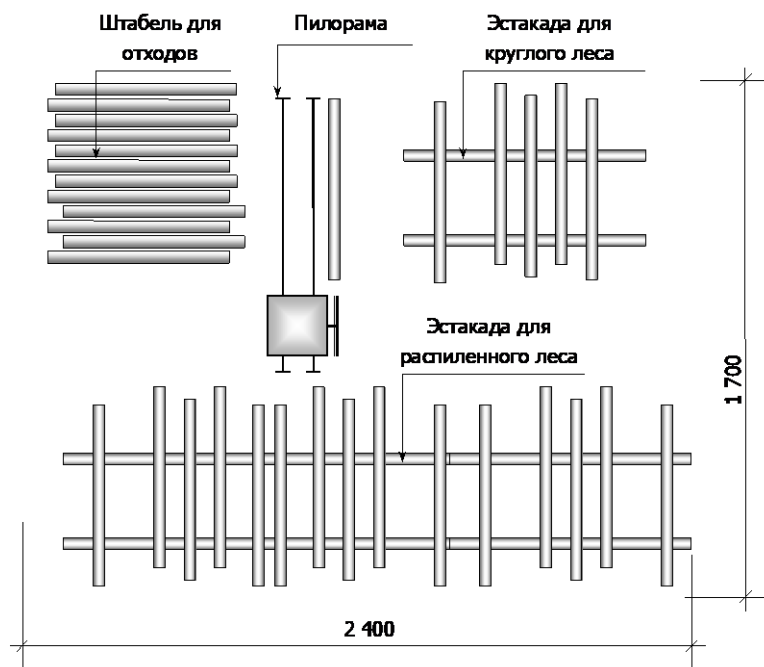 Штабель для
отходов
Пилорама
Эстакада для
круглого леса
Эстакада для
распиленного леса
1 700
2 400